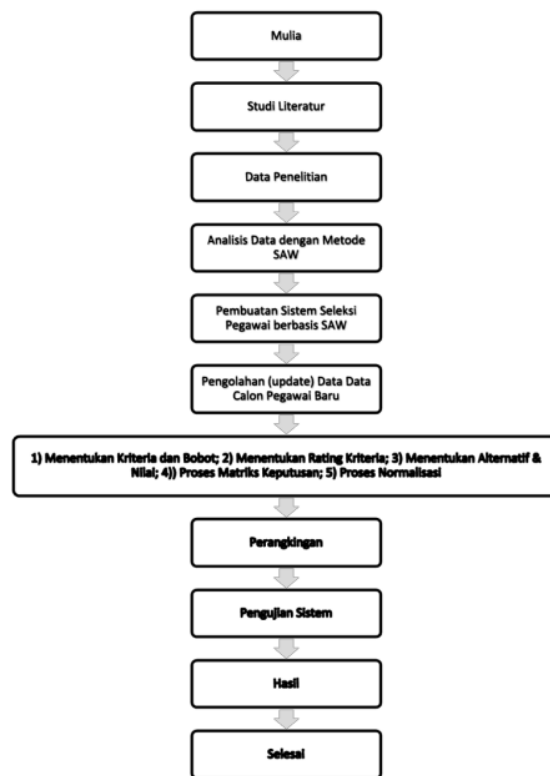 Mulia
Studi Literatur
Data Penelitian
Analisis Data dengan Metode
SAW
Pembuatan Sistem Seleksi
Pegawai berbasis SAW
Pengolahan (update) Data Data
Calon Pegawai Baru
1) Menentukan Kriteria dan Bobot; 2) Menentukan Rating Kriteria; 3) Menentukan Alternatif &
Nilai; 4)) Proses Matriks Keputusan; 5) Proses Normalisasi
Perangkingan
Pengujian Sistem
Hasil
Selesai